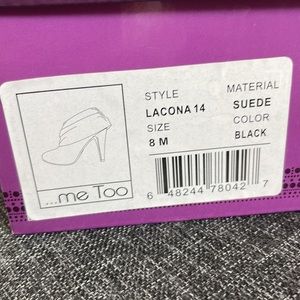 STYLE MATERIAL
LACONA 14 SUEDE
SIZE COLOR
8 M BLACK
...me Too
6 48244 78042 7